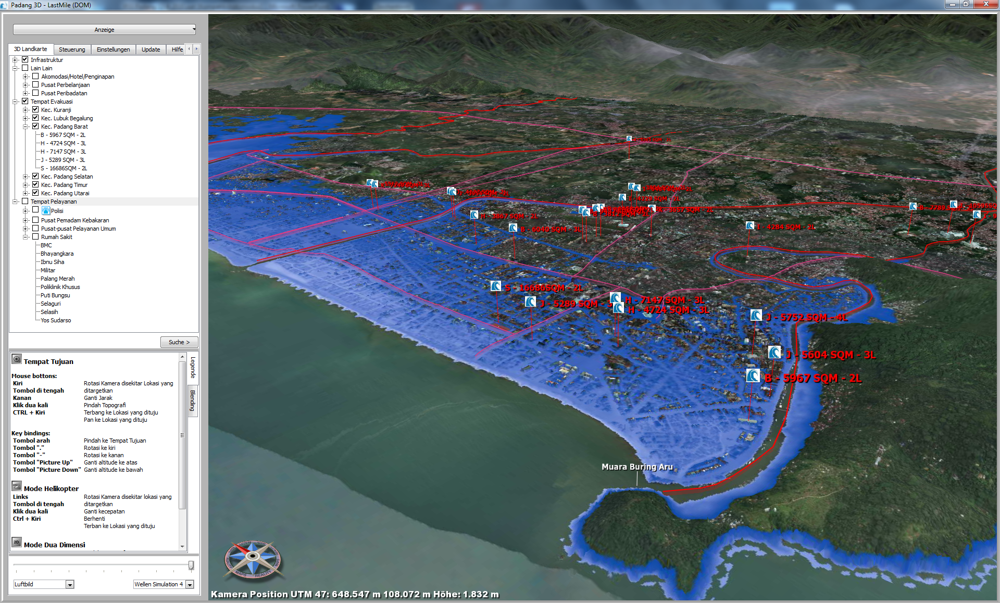 Padang 3D - LastMile (DOM)
Anzeige
3D Landkarte
Steuerung
Einstellungen
Update
Hilfe
Infrastruktur
Lain Lain
Akomodasi/Hotel/Penginapan
Pusat Perbelanjaan
Pusat Peribadatan
Tempat Evakuasi
Kec. Kuranji
Kec. Lubuk Begalung
Kec. Padang Barat
B - 5967 SQM - 2L
H - 4724 SQM - 3L
H - 7147 SQM - 3L
J - 5289 SQM - 3L
S - 16686SQM - 2L
Kec. Padang Selatan
Kec. Padang Timur
Kec. Padang Utarai
Tempat Pelayanan
Polisi
Pusat Pemadam Kebakaran
Pusat-pusat Pelayanan Umum
Rumah Sakit
BMC
Bhayangkara
Ibnu Siha
Militar
Palang Merah
Poliklinik Khusus
Puti Bungsu
Selaguri
Selasih
Yos Sudarso
Suche >
Legende
Blending
Tempat Tujuan
Mouse bottons:
Kiri Rotasi Kamera disekitar Lokasi yang
Tombol di tengah ditargetkan
Kanan Ganti Jarak
Klik dua kali Pindah Topografi
CTRL + Kiri Terbang ke Lokasi yang dituju
Pan ke Lokasi yang dituju
Key bindings:
Tombol arah Pindah ke Tempat Tujuan
Tombol "." Rotasi ke kiri
Tombol "-" Rotasi ke kanan
Tombol "Picture Up" Ganti altitude ke atas
Tombol "Picture Down" Ganti altitude ke bawah
Mode Helikopter
Links Rotasi Kamera disekitar lokasi yang
Tombol di tengah ditargetkan
Klik dua kali Ganti kecepatan
Ctrl + Kiri Berhenti
Terban ke Lokasi yang dituju
2D
Mode Dua Dimensi
Luftbild
Wellen Simulation 4
H - 3867 SQM - 2L
B - 6040 SQM - 3L
4220 SQM - 2L
3812 SQM - 2L
I - 4284 SQM - 2L
B - 7789
S - 16686SQM - 2L
J - 5289 SQM - 3
H - 7147 SQM - 3L
H - 4724 SQM - 3L
J - 5752 SQM - 4L
J - 5604 SQM - 3L
B - 5967 SQM - 2L
Muara Buring Aru
MAPS REALITY
Kamera Position UTM 47: 648.547 m 108.072 m Höhe: 1.832 m